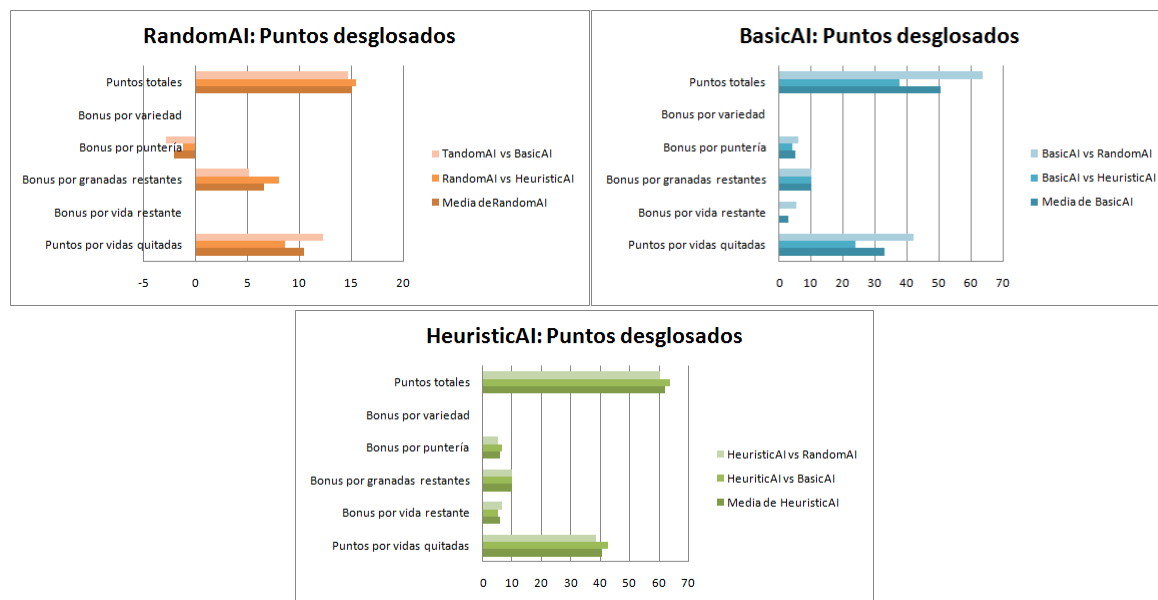 RandomAI: Puntos desglosados
Puntos totales
Bonus por variedad
Bonus por puntería
Bonus por granadas restantes
Bonus por vida restante
Puntos por vidas quitadas
-5 0 5 10 15 20
TandomAI vs BasicAI
RandomAI vs HeuristicAI
Media deRandomAI
BasicAI: Puntos desglosados
Puntos totales
Bonus por variedad
Bonus por puntería
Bonus por granadas restantes
Bonus por vida restante
Puntos por vidas quitadas
0 10 20 30 40 50 60 70
BasicAI vs RandomAI
BasicAI vs HeuristicAI
Media de BasicAI
HeuristicAI: Puntos desglosados
Puntos totales
Bonus por variedad
Bonus por puntería
Bonus por granadas restantes
Bonus por vida restante
Puntos por vidas quitadas
0 10 20 30 40 50 60 70
HeuristicAI vs RandomAI
HeuriticAI vs BasicAI
Media de HeuristicAI